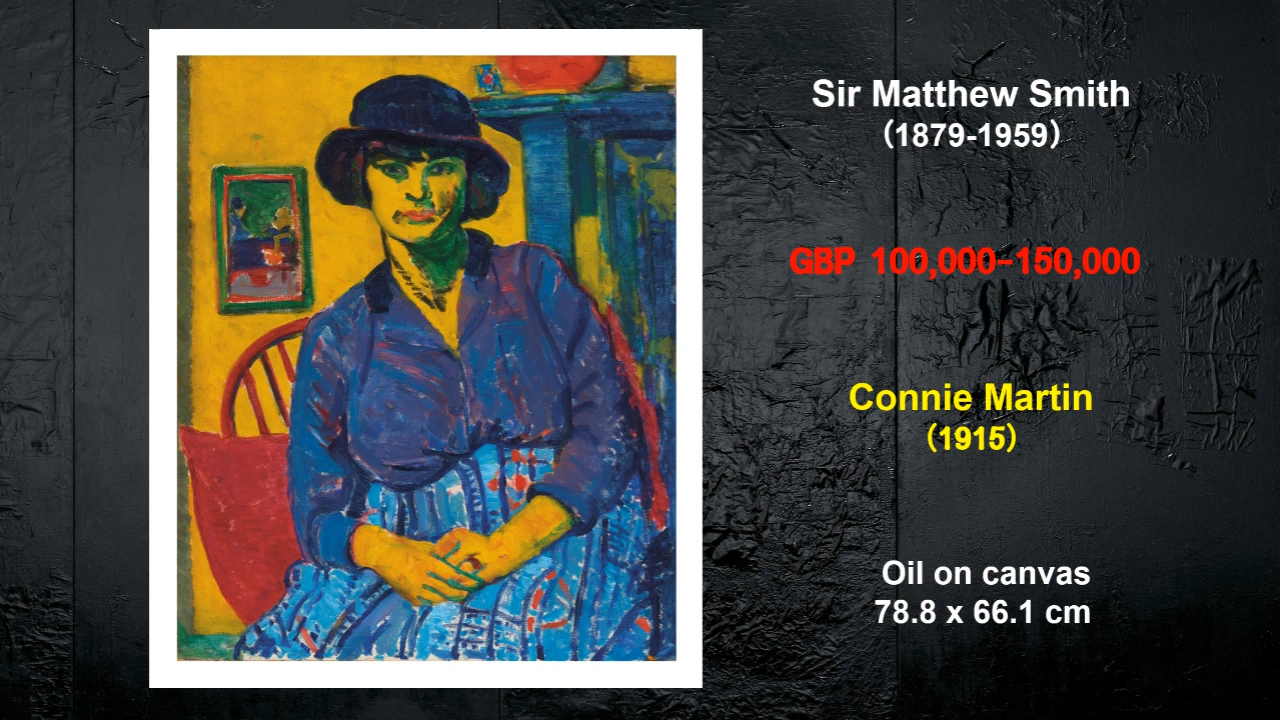 Sir Matthew Smith
（1879-1959）
GBP 100,000-150,000
Connie Martin
（1915）
Oil on canvas
78.8 x 66.1 cm